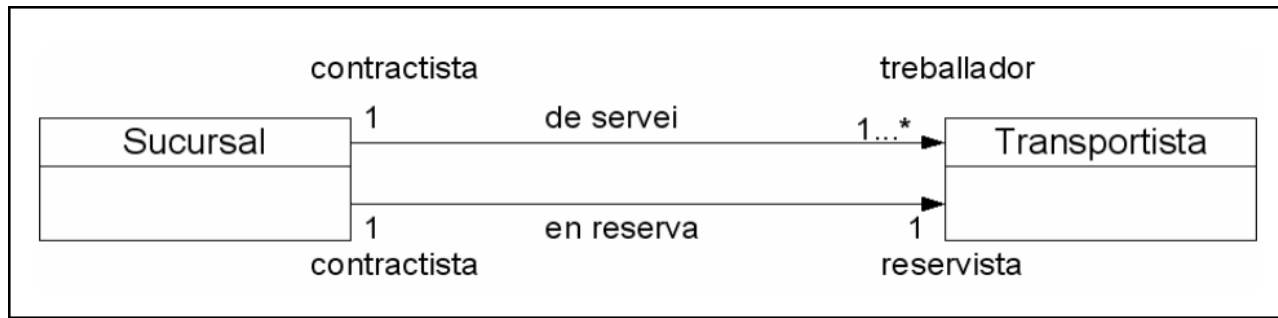 contractista treballador
1 de servei 1...*
Sucursal Transportista
1 en reserva 1
contractista reservista